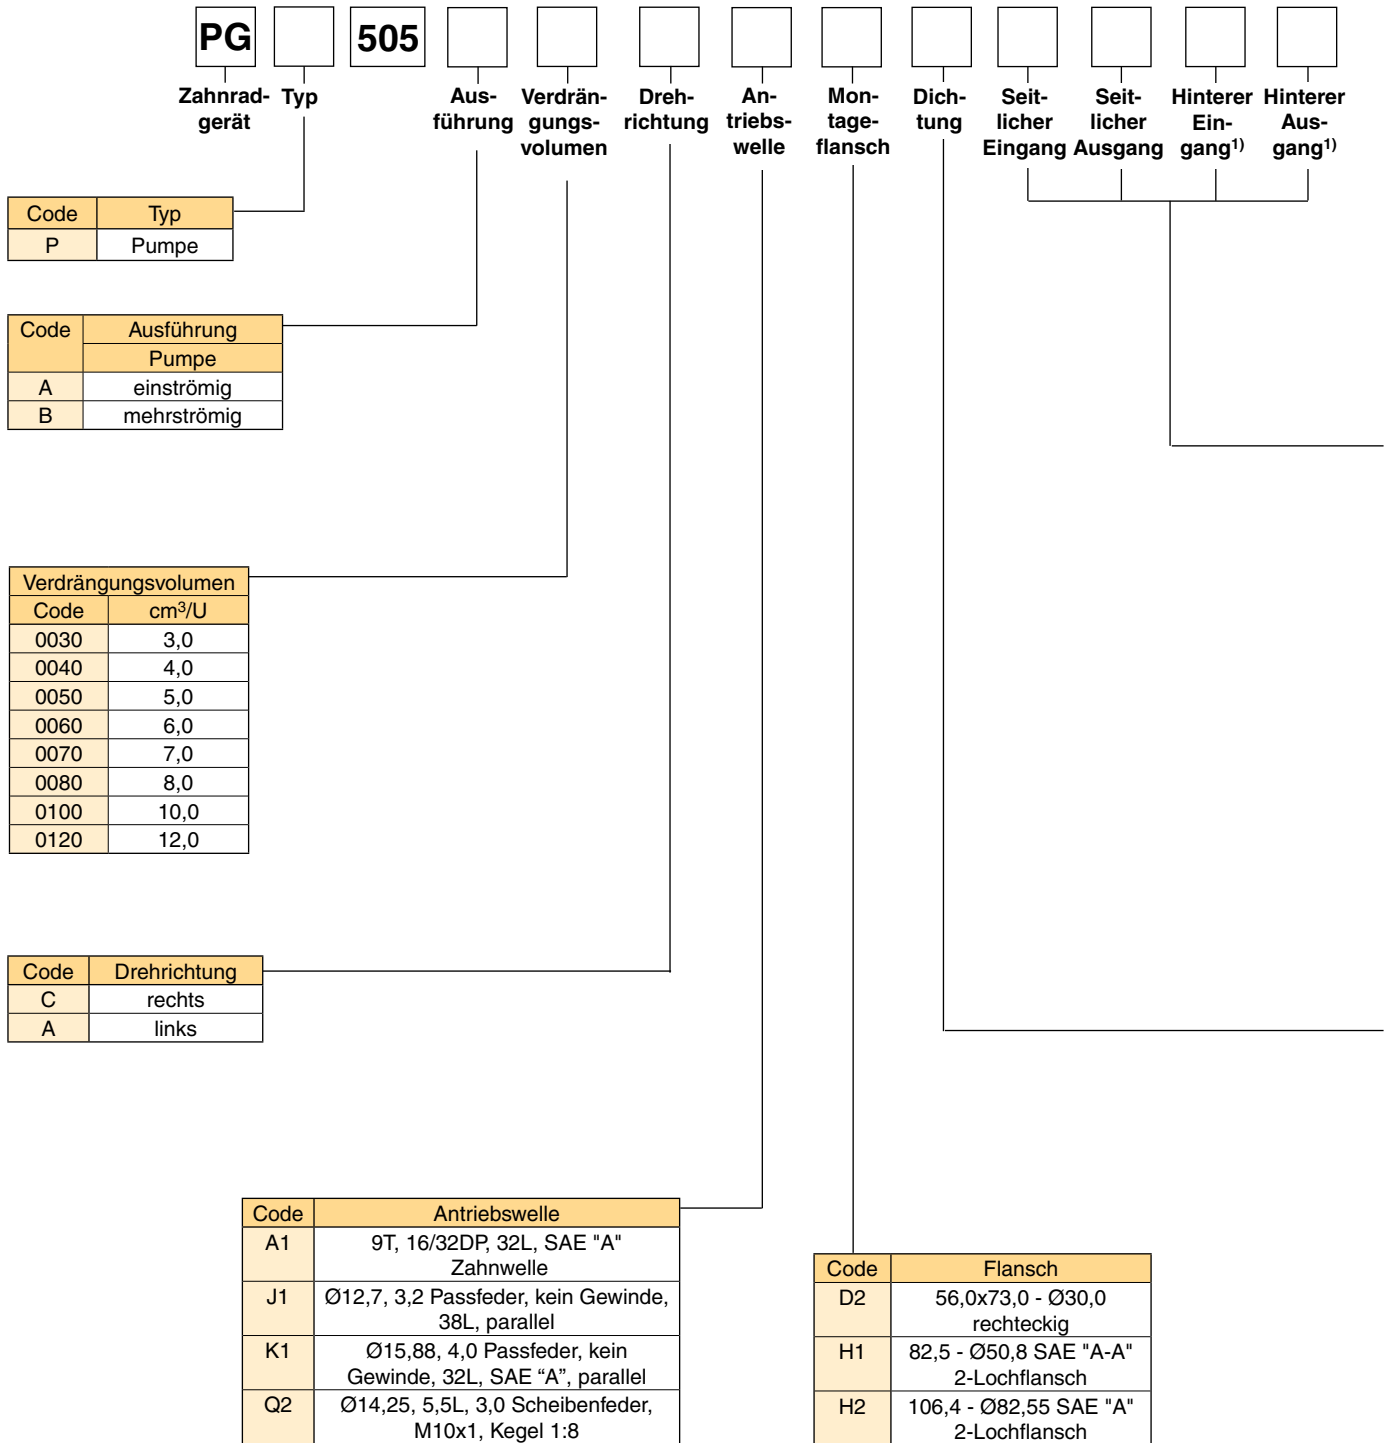 PG 505
Zahnrad-
gerät
Typ
Aus-
führung
Verdrän-
gungs-
volumen
Dreh-
richtung
An-
triebs-
welle
Mon-
tage-
flansch
Dich-
tung
Seit-
licher
Eingang
Seit-
licher
Ausgang
Hinterer
Ein-
gang1)
Hinterer
Aus-
gang1)
Code Typ
P Pumpe
Code Ausführung
Pumpe
A einströmig
B mehrströmig
Verdrängungsvolumen
Code cm³/U
0030 3,0
0040 4,0
0050 5,0
0060 6,0
0070 7,0
0080 8,0
0100 10,0
0120 12,0
Code Drehrichtung
C rechts
A links
Code Antriebswelle
A1 9T, 16/32DP, 32L, SAE "A"
Zahnwelle
J1 Ø12,7, 3,2 Passfeder, kein Gewinde,
38L, parallel
K1 Ø15,88, 4,0 Passfeder, kein
Gewinde, 32L, SAE “A”, parallel
Q2 Ø14,25, 5,5L, 3,0 Scheibenfeder,
M10x1, Kegel 1:8
Code Flansch
D2 56,0x73,0 - Ø30,0
rechteckig
H1 82,5 - Ø50,8 SAE "A-A"
2-Lochflansch
H2 106,4 - Ø82,55 SAE "A"
2-Lochflansch